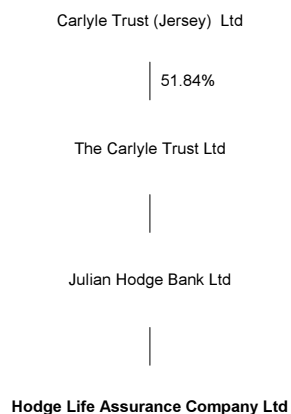 Carlyle Trust (Jersey) Ltd
51.84%
The Carlyle Trust Ltd
Julian Hodge Bank Ltd
Hodge Life Assurance Company Ltd